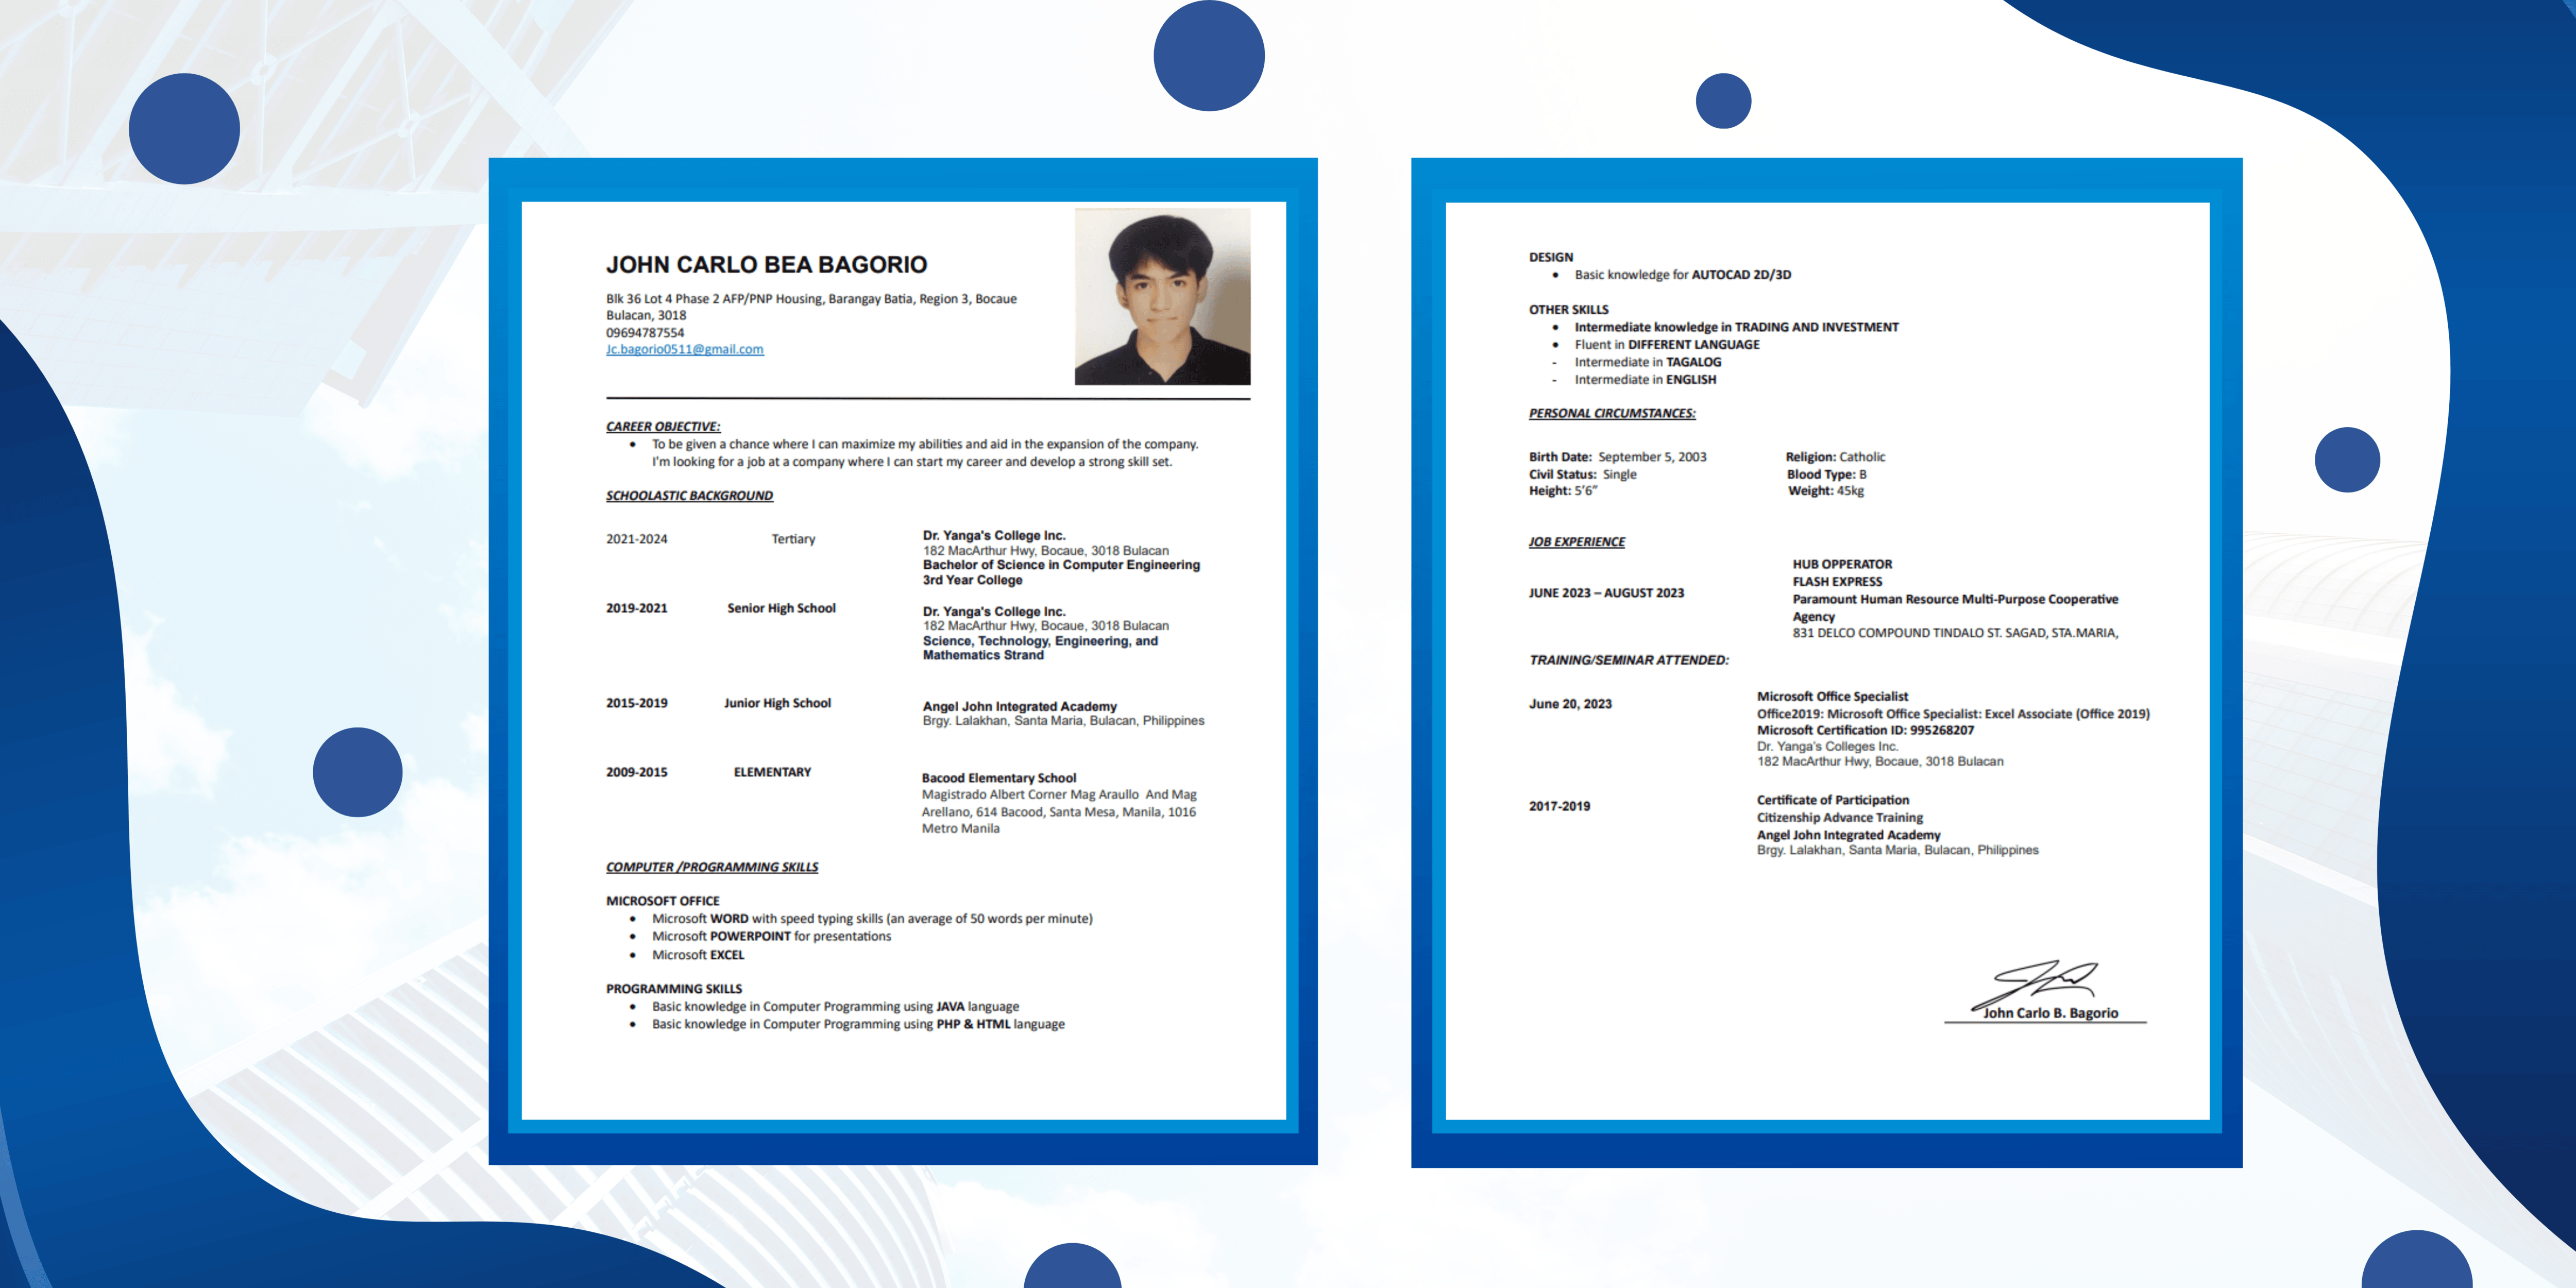 JOHN CARLO BEA BAGORIO
Blk 36 Lot 4 Phase 2 AFP/PNP Housing, Barangay Batia, Region 3, Bocaue
Bulacan, 3018
09694787554
Jc.bagorio0511@gmail.com
CAREER OBJECTIVE:
• To be given a chance where I can maximize my abilities and aid in the expansion of the company.
I'm looking for a job at a company where I can start my career and develop a strong skill set.
SCHOOLASTIC BACKGROUND
2021-2024 Tertiary Dr. Yanga's College Inc.
182 MacArthur Hwy, Bocaue, 3018 Bulacan
Bachelor of Science in Computer Engineering
3rd Year College
2019-2021 Senior High School Dr. Yanga's College Inc.
182 MacArthur Hwy, Bocaue, 3018 Bulacan
Science, Technology, Engineering, and
Mathematics Strand
2015-2019 Junior High School Angel John Integrated Academy
Brgy. Lalakhan, Santa Maria, Bulacan, Philippines
2009-2015 ELEMENTARY Bacood Elementary School
Magistrado Albert Corner Mag Araullo And Mag
Arellano, 614 Bacood, Santa Mesa, Manila, 1016
Metro Manila
COMPUTER /PROGRAMMING SKILLS
MICROSOFT OFFICE
• Microsoft WORD with speed typing skills (an average of 50 words per minute)
• Microsoft POWERPOINT for presentations
• Microsoft EXCEL
PROGRAMMING SKILLS
• Basic knowledge in Computer Programming using JAVA language
• Basic knowledge in Computer Programming using PHP & HTML language
DESIGN
• Basic knowledge for AUTOCAD 2D/3D
OTHER SKILLS
• Intermediate knowledge in TRADING AND INVESTMENT
• Fluent in DIFFERENT LANGUAGE
- Intermediate in TAGALOG
- Intermediate in ENGLISH
PERSONAL CIRCUMSTANCES:
Birth Date: September 5, 2003 Religion: Catholic
Civil Status: Single Blood Type: B
Height: 5'6" Weight: 45kg
JOB EXPERIENCE
HUB OPPERATOR
FLASH EXPRESS
JUNE 2023 – AUGUST 2023 Paramount Human Resource Multi-Purpose Cooperative
Agency
831 DELCO COMPOUND TINDALO ST. SAGAD, STA.MARIA,
TRAINING/SEMINAR ATTENDED:
June 20, 2023 Microsoft Office Specialist
Office2019: Microsoft Office Specialist: Excel Associate (Office 2019)
Microsoft Certification ID: 995268207
Dr. Yanga's Colleges Inc.
182 MacArthur Hwy, Bocaue, 3018 Bulacan
2017-2019 Certificate of Participation
Citizenship Advance Training
Angel John Integrated Academy
Brgy. Lalakhan, Santa Maria, Bulacan, Philippines
John Carlo B. Bagorio